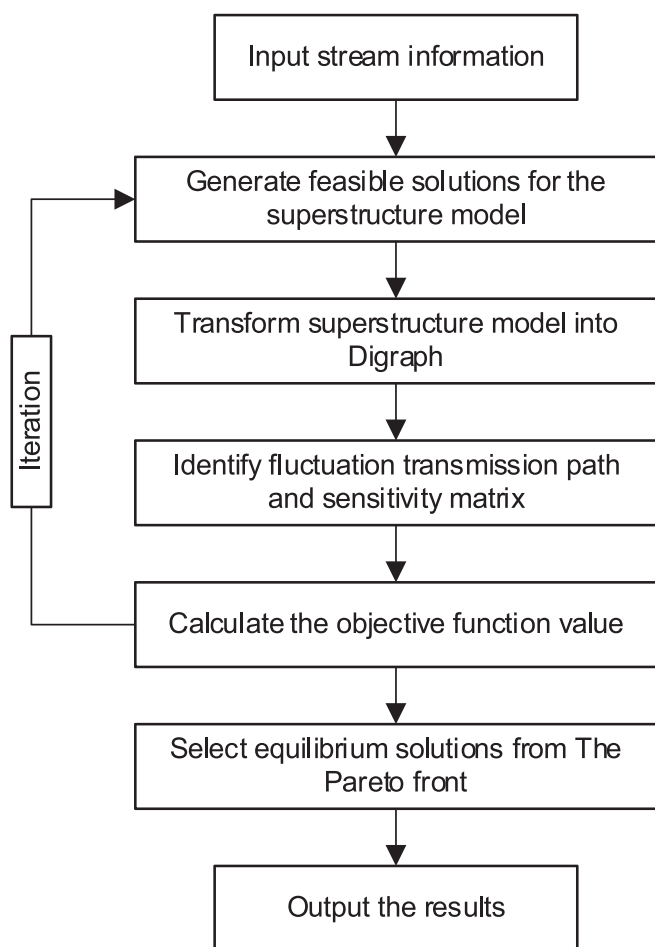 Input stream information
Generate feasible solutions for the
superstructure model
Transform superstructure model into
Digraph
Iteration
Identify fluctuation transmission path
and sensitivity matrix
Calculate the objective function value
Select equilibrium solutions from The
Pareto front
Output the results